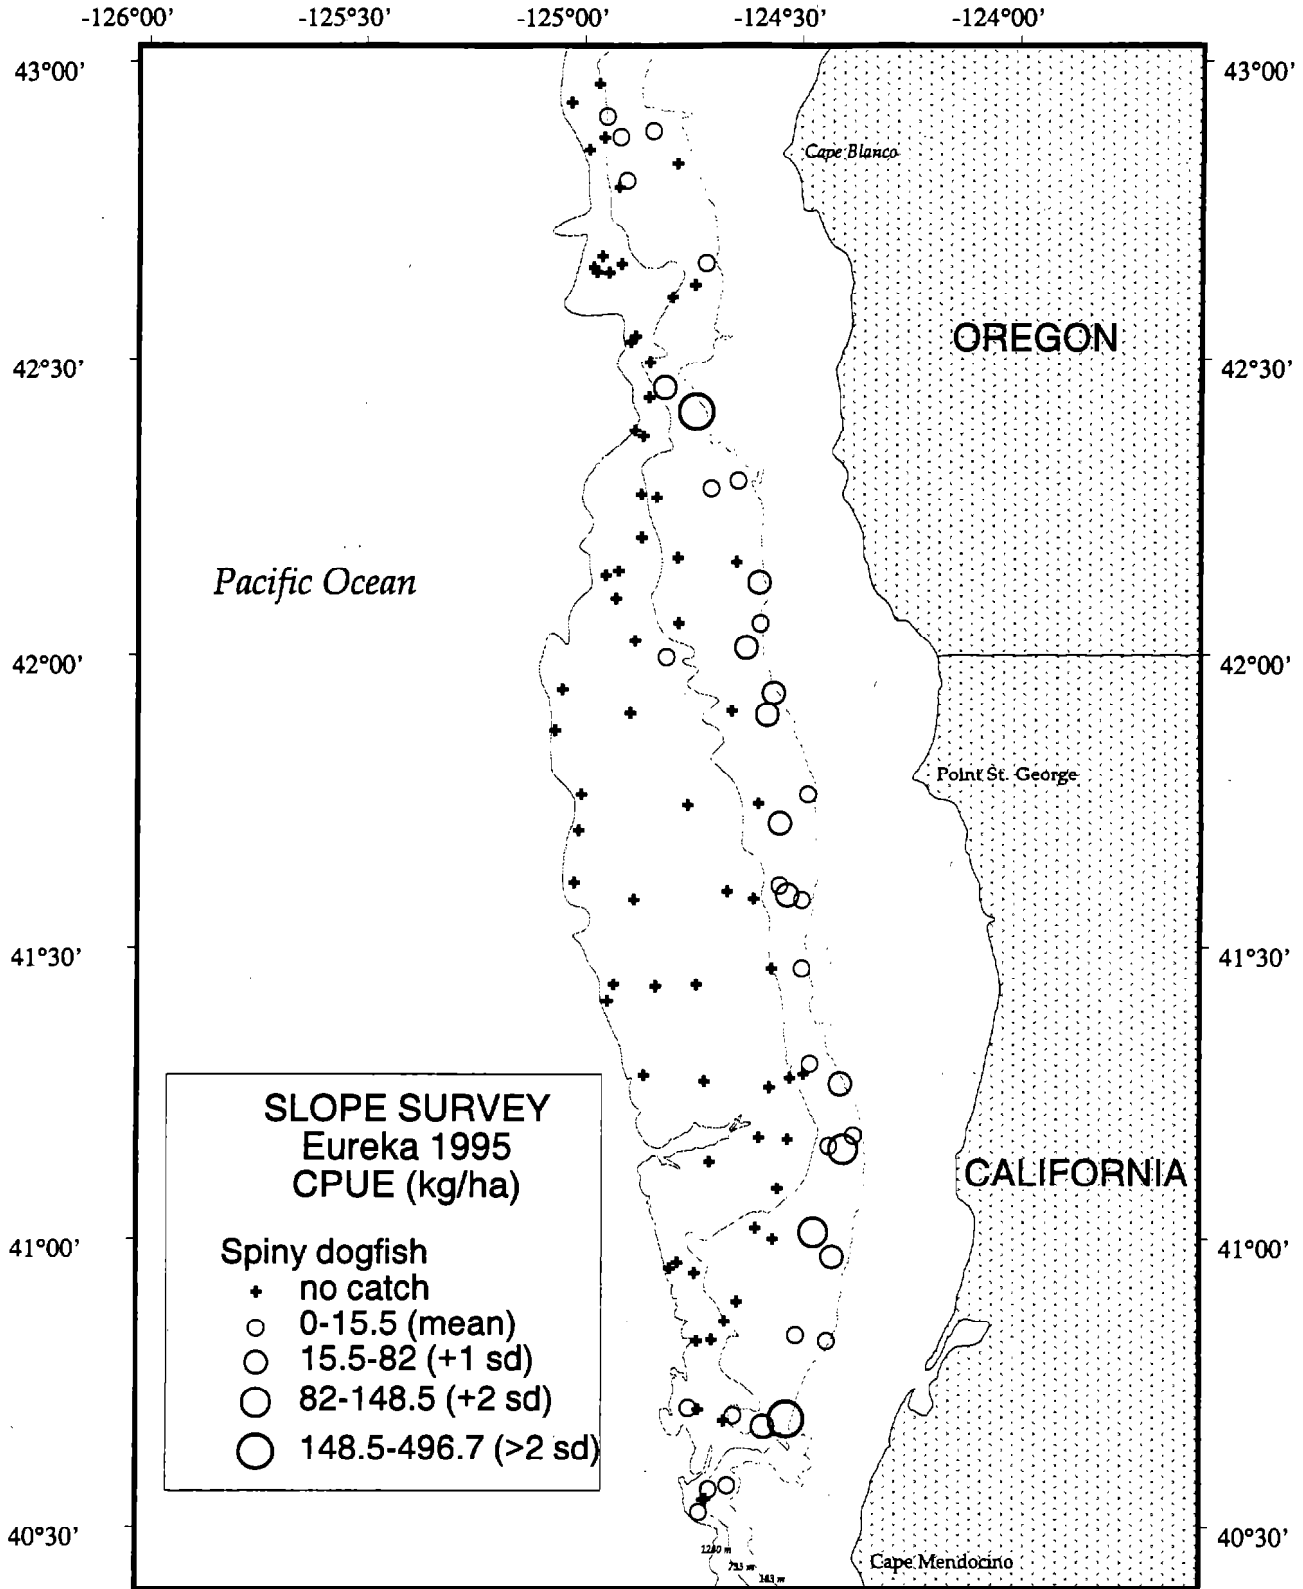 -126°00' -125°30' -125°00' -124°30' -124°00'
43°00' 43°00'
Cape Blanco
OREGON
42°30' 42°30'
Pacific Ocean
42°00' 42°00'
Point St. George
41°30' 41°30'
SLOPE SURVEY
Eureka 1995
CPUE (kg/ha)
CALIFORNIA
41°00' 41°00'
Spiny dogfish
no catch
0-15.5 (mean)
15.5-82 (+1 sd)
82-148.5 (+2 sd)
148.5-496.7 (>2 sd)
40°30' 40°30'
Cape Mendocino
183 m